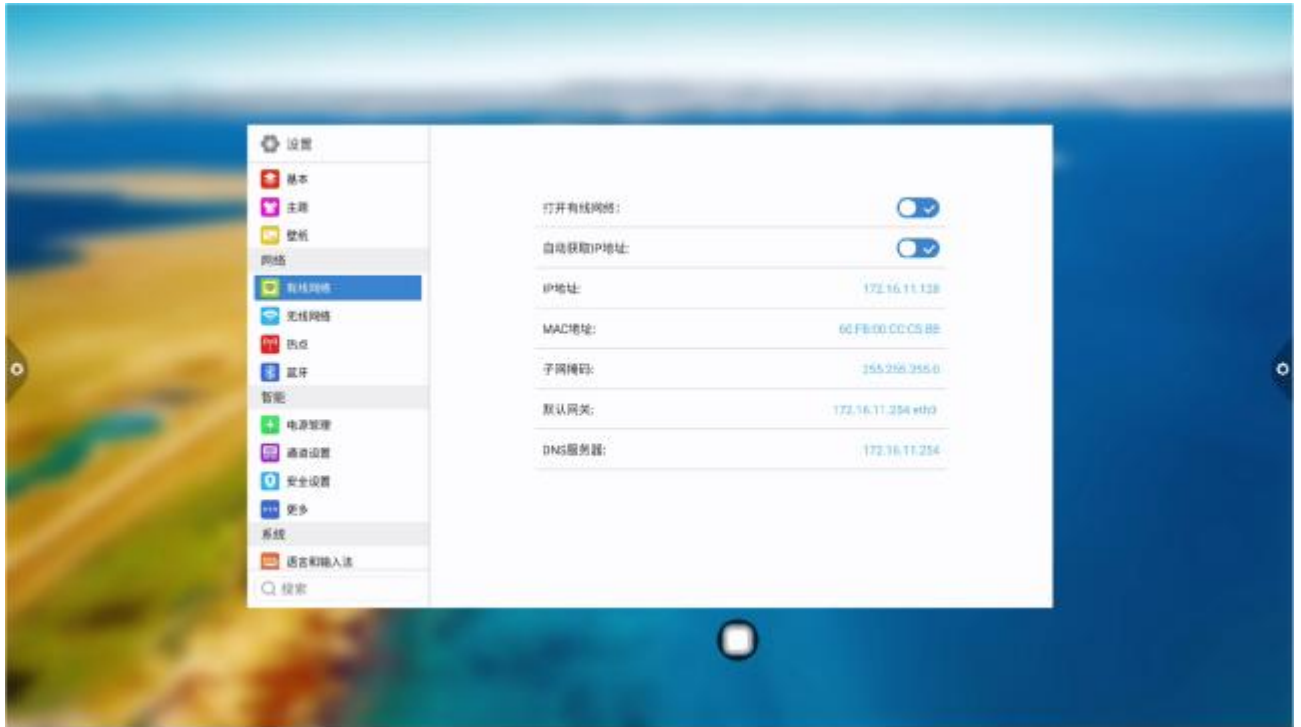 设置
基本
主题
壁纸
网络
有线网络
无线网络
热点
蓝牙
智能
电源管理
通道设置
安全设置
更多
系统
语言和输入法
搜索
打开有线网络:
自动获取IP地址:
IP地址:
172.16.11.128
MAC地址:
子网掩码:
255.255.255.0
默认网关:
172.16.11.254 eth0
DNS服务器:
172.16.11.254